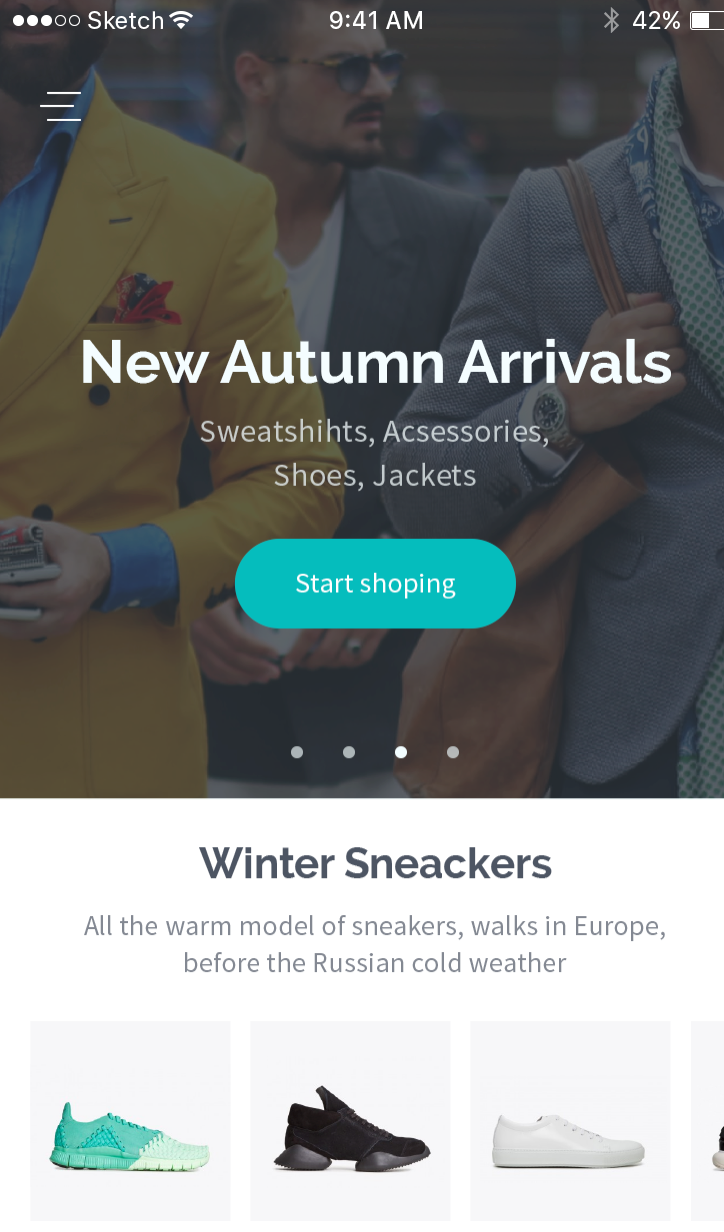 Sketch 9:41 AM 42%
New Autumn Arrivals
Sweatshihts, Acsessories,
Shoes, Jackets
Start shoping
Winter Sneackers
All the warm model of sneakers, walks in Europe,
before the Russian cold weather